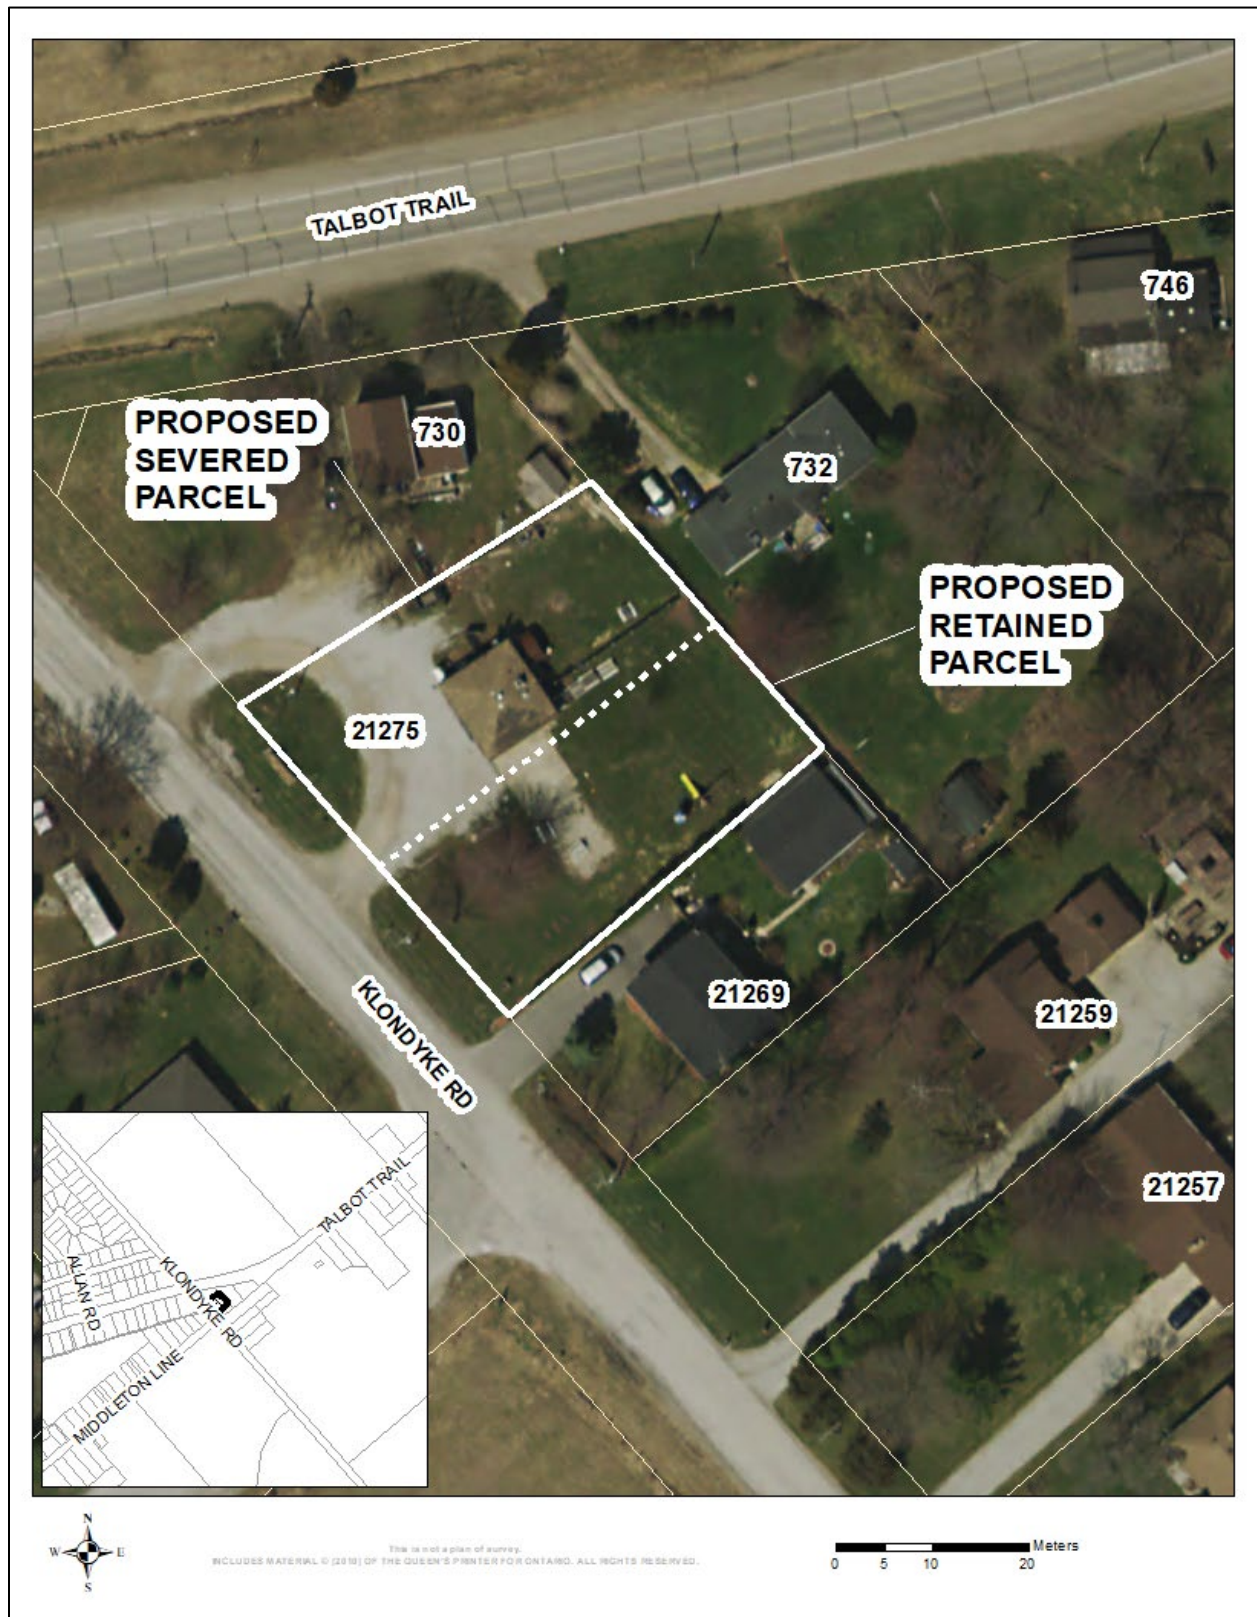 TALBOT TRAIL
746
PROPOSED
SEVERED
PARCEL
730
732
PROPOSED
RETAINED
PARCEL
21275
KLONDYKE RD
21269
21259
21257
TALBOT TRAIL
ALLAN RD
KLONDYKE RD
MIDDLETON LINE
N
W E
S
This is not a plan of survey.
INCLUDES MATERIAL © [2010] OF THE QUEEN'S PRINTER FOR ONTARIO. ALL RIGHTS RESERVED.
Meters
0 5 10 20